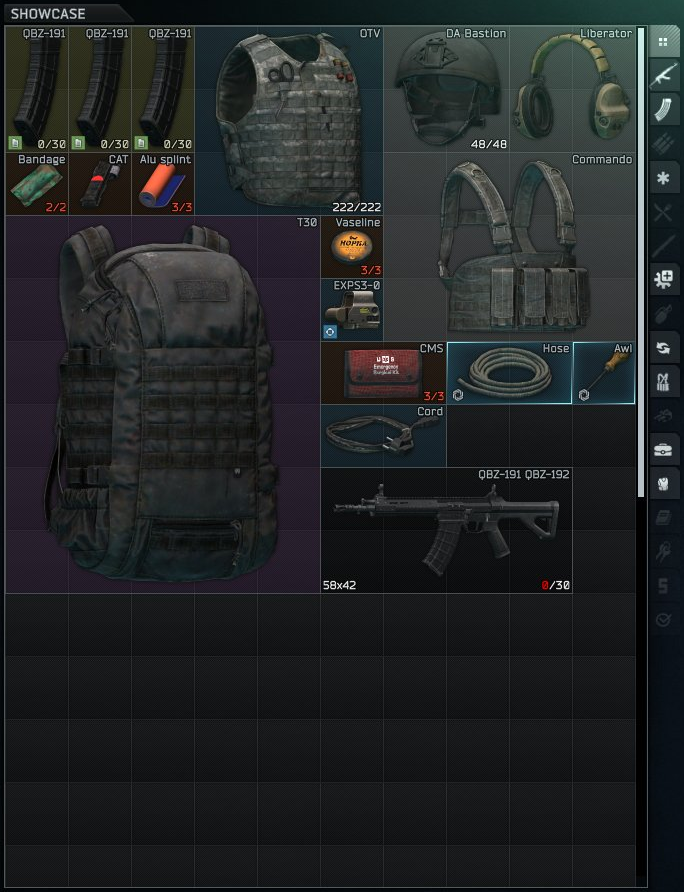 SHOWCASE
QBZ-191
QBZ-191
QBZ-191
OTV
DA Bastion
Liberator
0/30
0/30
0/30
48/48
Bandage
CAT
Alu splint
Commando
2/2
3/3
222/222
T30
Vaseline
3/3
EXPS3-0
CMS
Hose
Awl
3/3
Cord
QBZ-191 QBZ-192
58x42
0/30